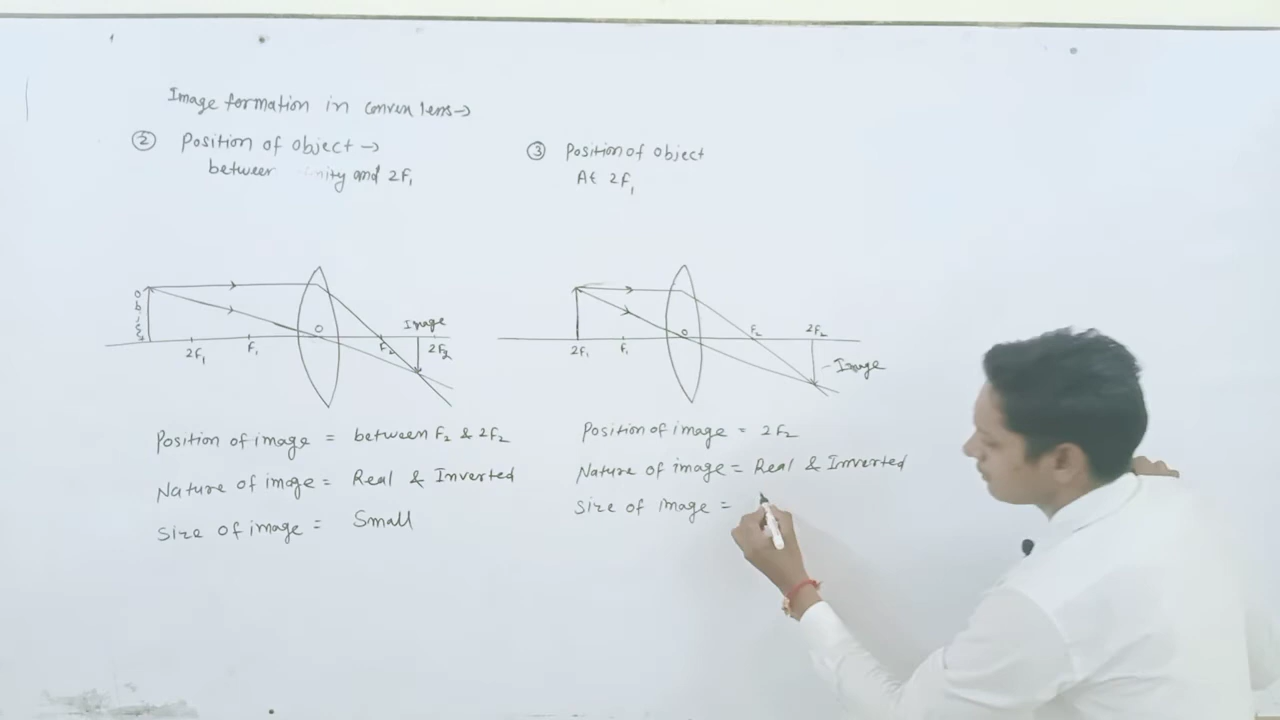 Image formation in convex lens→
② Position of object →
between inity and 2F₁
O
b
j
2F₁
F₁
O
F₂
Image
2F₂
Position of image = between F₂ & 2F₂
Nature of image = Real & Inverted
Size of image = Small
③ Position of object
At 2F₁
2F₁
F₁
O
F₂
2F₂
Image
Position of image = 2F₂
Nature of image = Real & Inverted
Size of image =